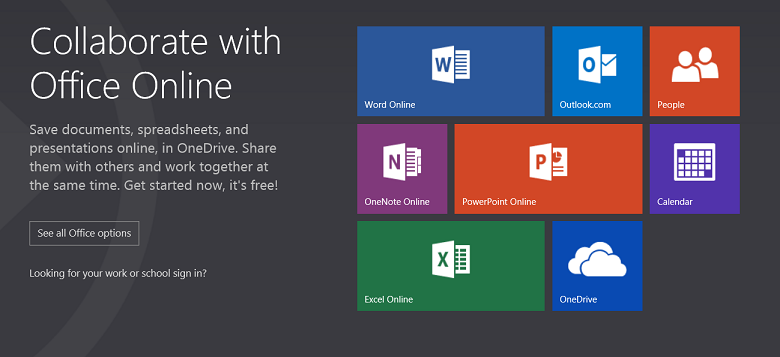 Collaborate with
Office Online
Save documents, spreadsheets, and
presentations online, in OneDrive. Share
them with others and work together at
the same time. Get started now, it's free!
See all Office options
Looking for your work or school sign in?
W
Word Online
O
Outlook.com
People
N
OneNote Online
P
PowerPoint Online
Calendar
X
Excel Online
OneDrive